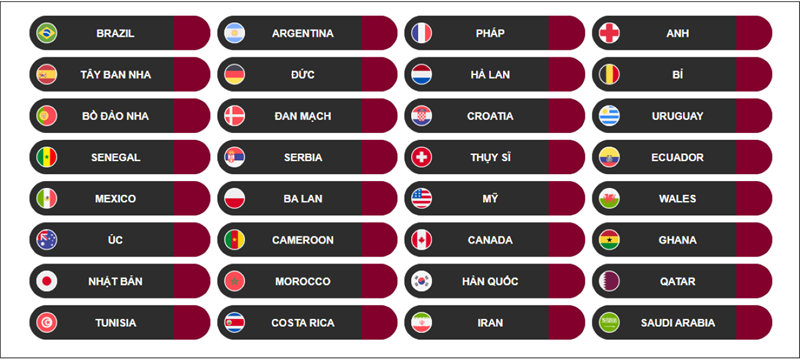 BRAZIL
ARGENTINA
PHÁP
ANH
TÂY BAN NHA
ĐỨC
HÀ LAN
BỈ
BỒ ĐÀO NHA
ĐAN MẠCH
CROATIA
URUGUAY
SENEGAL
SERBIA
THỤY SĨ
ECUADOR
MEXICO
BA LAN
MỸ
WALES
ÚC
CAMEROON
CANADA
GHANA
NHẬT BẢN
MOROCCO
HÀN QUỐC
QATAR
TUNISIA
COSTA RICA
IRAN
SAUDI ARABIA